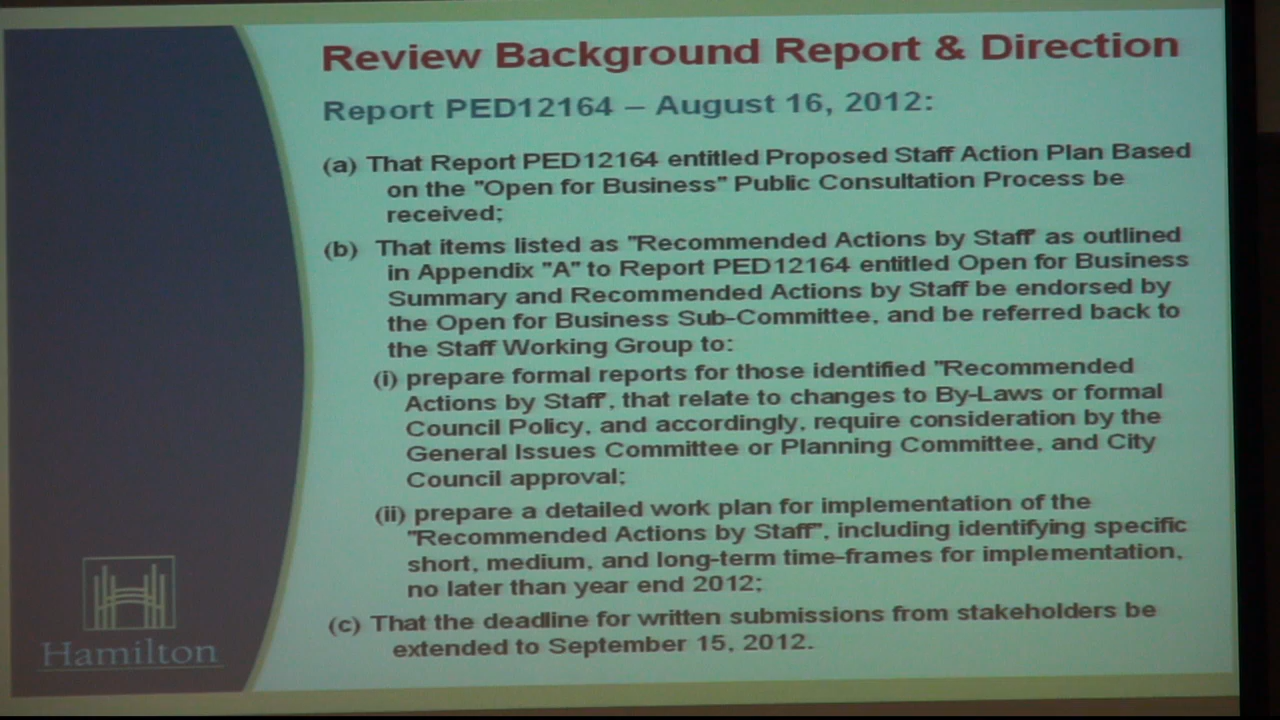 Review Background Report & Direction
Report PED12164 – August 16, 2012:
(a) That Report PED12164 entitled Proposed Staff Action Plan Based
on the "Open for Business" Public Consultation Process be
received;
(b) That items listed as "Recommended Actions by Staff' as outlined
in Appendix "A" to Report PED12164 entitled Open for Business
Summary and Recommended Actions by Staff be endorsed by
the Open for Business Sub-Committee, and be referred back to
the Staff Working Group to:
(i) prepare formal reports for those identified "Recommended
Actions by Staff', that relate to changes to By-Laws or formal
Council Policy, and accordingly, require consideration by the
General Issues Committee or Planning Committee, and City
Council approval;
(ii) prepare a detailed work plan for implementation of the
"Recommended Actions by Staff", including identifying specific
short, medium, and long-term time-frames for implementation,
no later than year end 2012;
(c) That the deadline for written submissions from stakeholders be
extended to September 15, 2012.
Hamilton